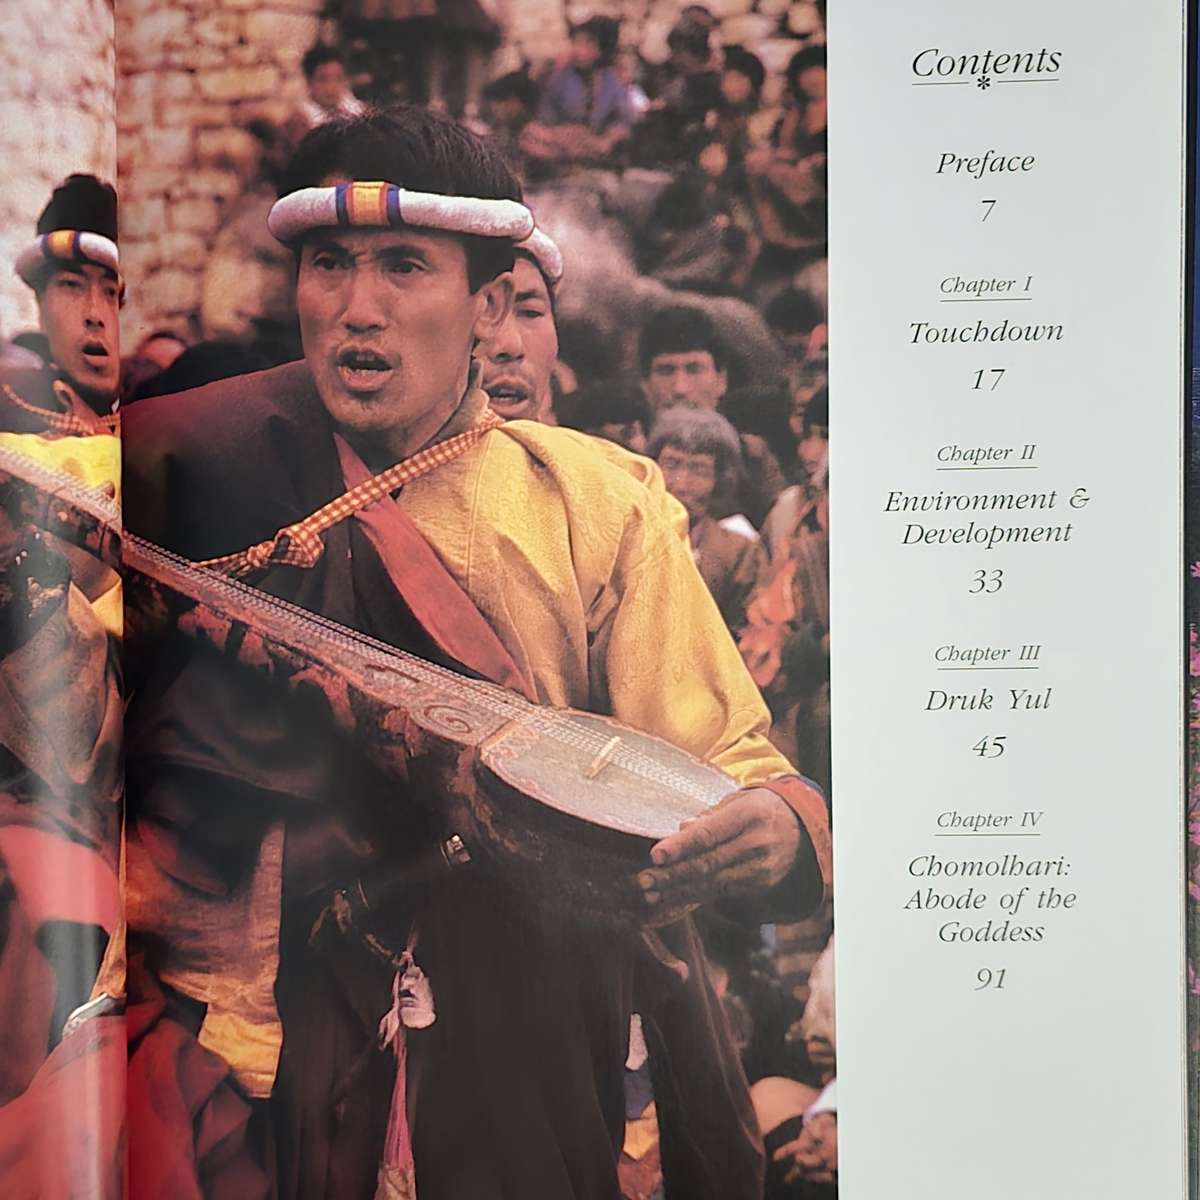 Contents
Preface
7
Chapter I
Touchdown
17
Chapter II
Environment &
Development
33
Chapter III
Druk Yul
45
Chapter IV
Chomolhari:
Abode of the
Goddess
91